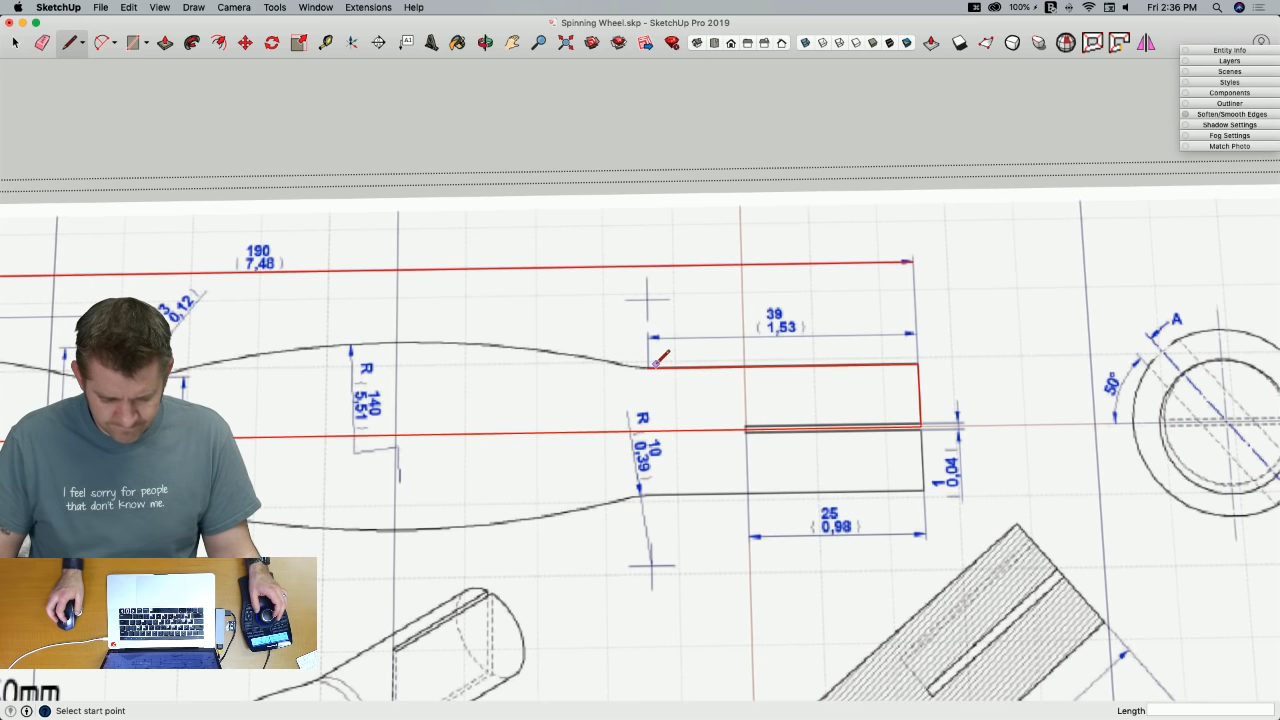 SketchUp File Edit View Draw Camera Tools Window Extensions Help
100% Fri 2:36 PM
Spinning Wheel.skp - SketchUp Pro 2019
Entity Info
Layers
Scenes
Styles
Components
Outliner
Soften/Smooth Edges
Shadow Settings
Fog Settings
Match Photo
190
( 7,48 )
3
0,12 )
39
( 1,53 )
A
50°
R 140
( 5,51 )
R 10
( 0,39 )
1
( 0,04 )
25
( 0,98 )
I feel sorry for people
that don't know me.
0mm
Select start point
Length